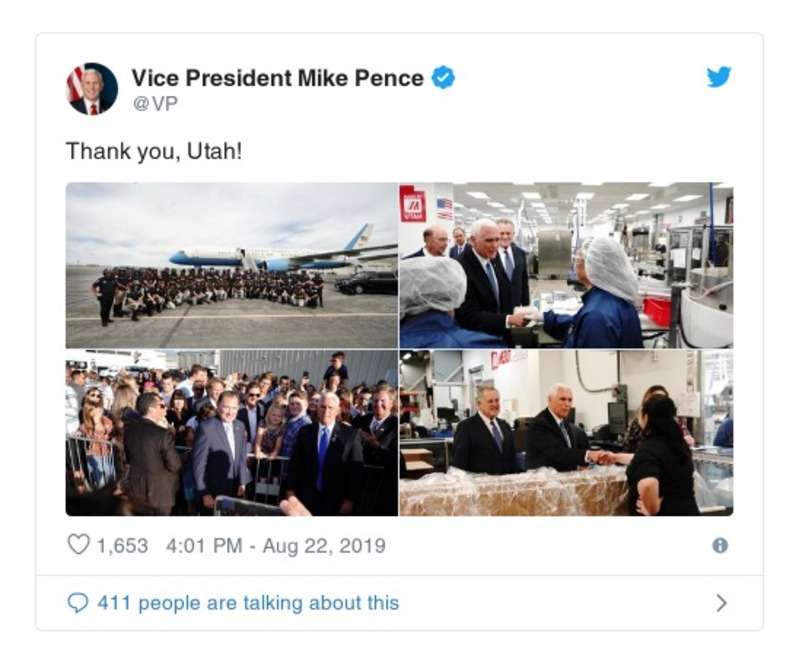 Vice President Mike Pence
@VP
Thank you, Utah!
UTAH
1,653 4:01 PM - Aug 22, 2019
411 people are talking about this